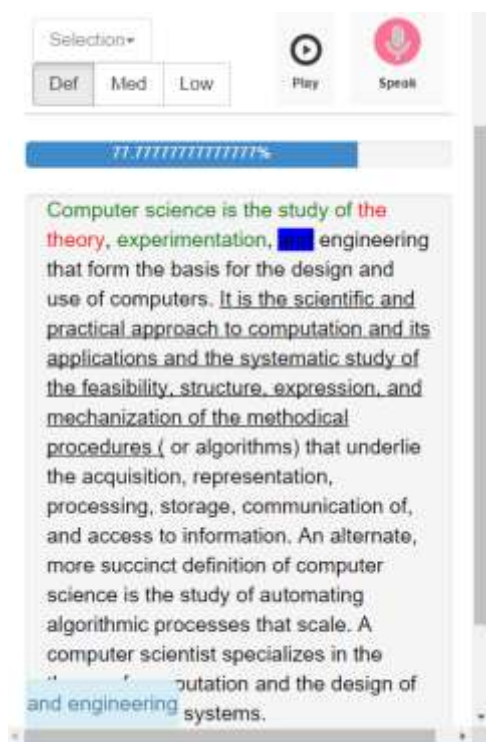 Selection
Def Med Low
Play
Speak
77.77777777777777%
Computer science is the study of the
theory, experimentation, and engineering
that form the basis for the design and
use of computers. It is the scientific and
practical approach to computation and its
applications and the systematic study of
the feasibility, structure, expression, and
mechanization of the methodical
procedures ( or algorithms) that underlie
the acquisition, representation,
processing, storage, communication of,
and access to information. An alternate,
more succinct definition of computer
science is the study of automating
algorithmic processes that scale. A
computer scientist specializes in the
and the design of
and engineering
systems.